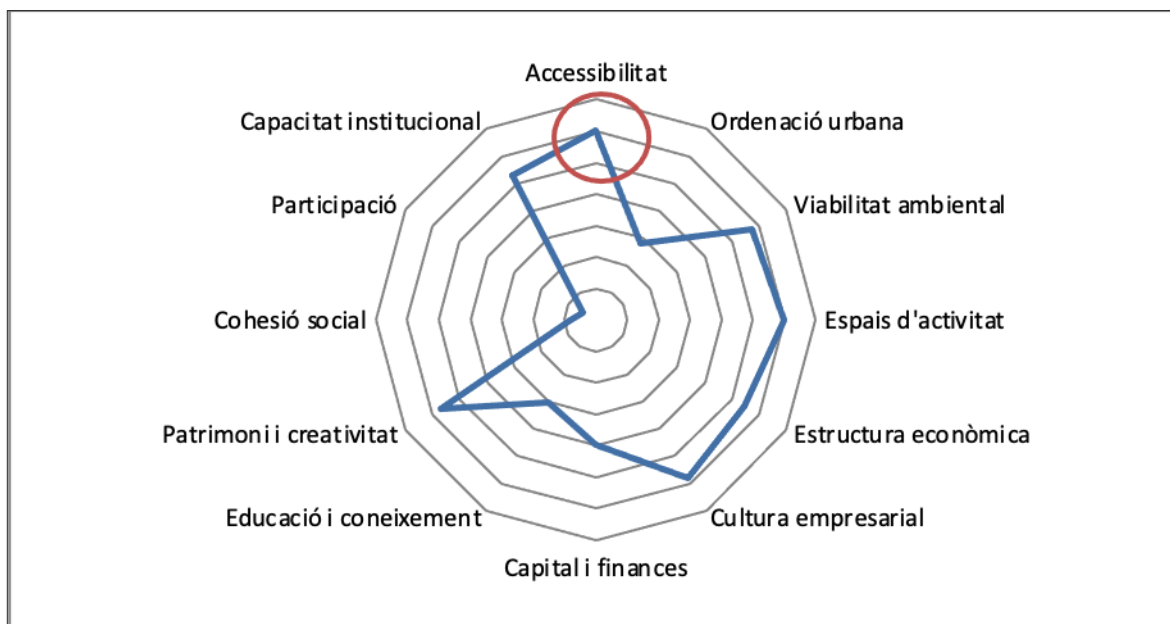 Accessibilitat
Capacitat institucional
Ordenació urbana
Participació
Viabilitat ambiental
Cohesió social
Espais d'activitat
Patrimoni i creativitat
Estructura econòmica
Educació i coneixement
Cultura empresarial
Capital i finances